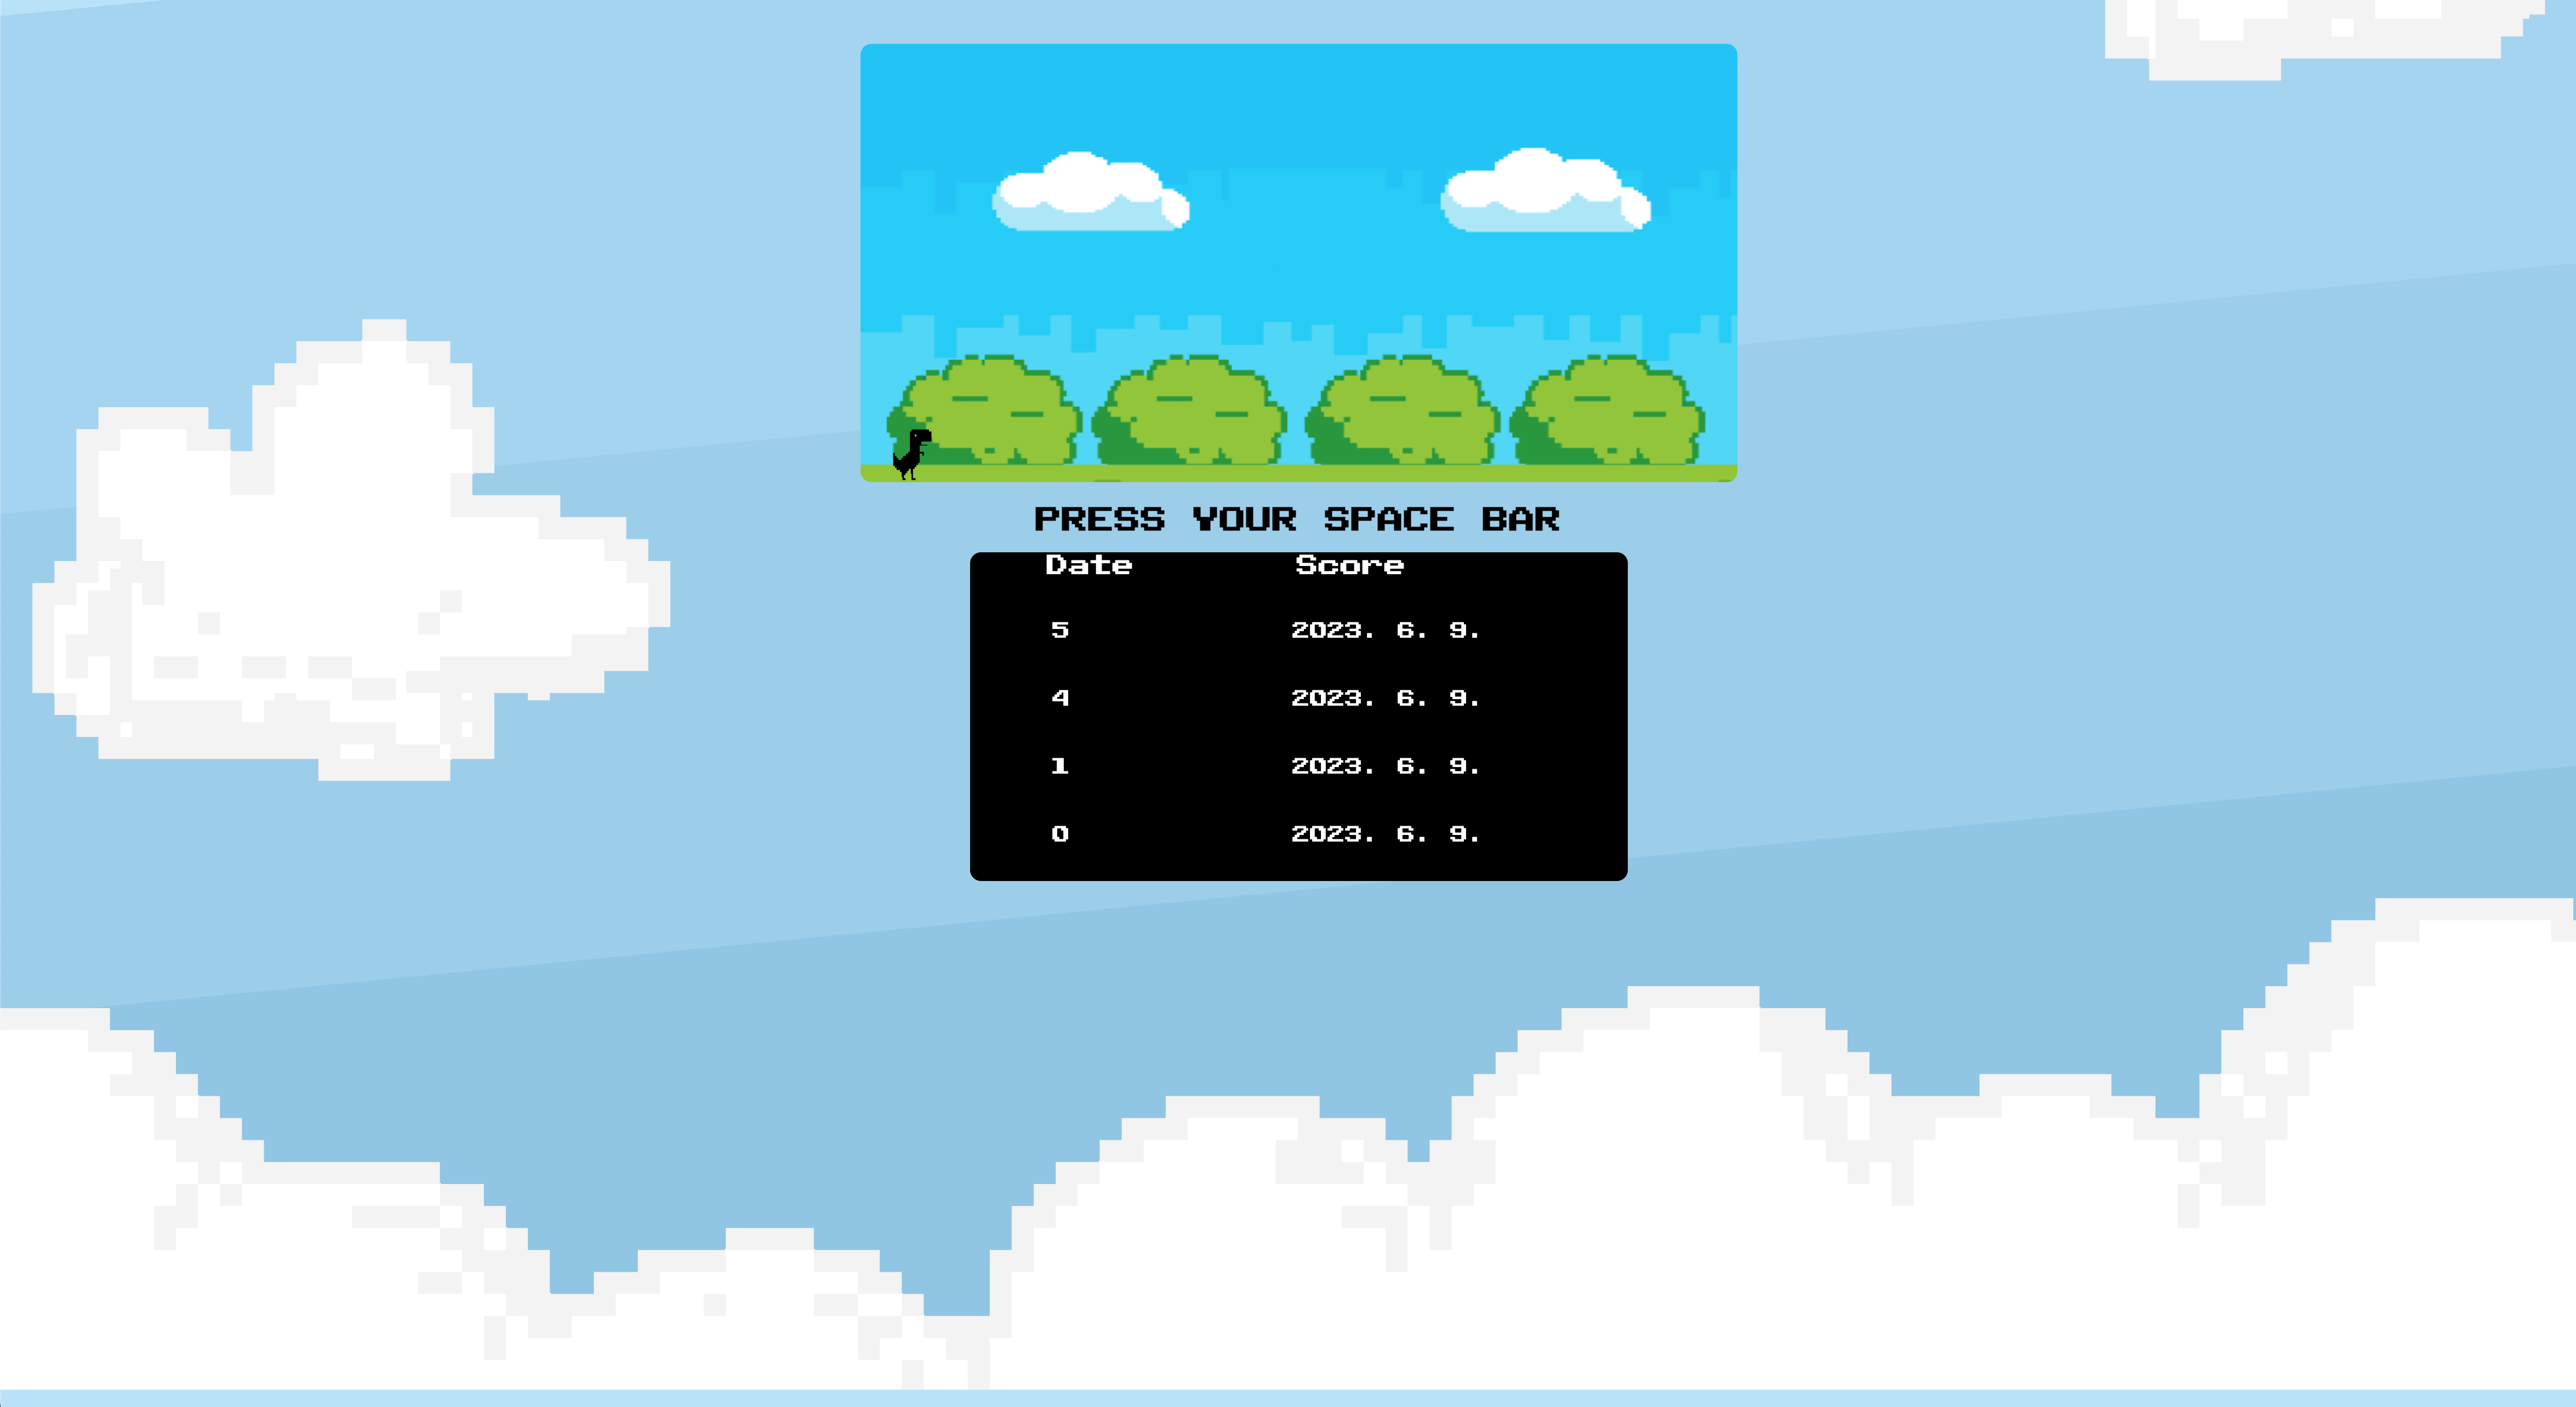 PRESS YOUR SPACE BAR
Date Score
5 2023. 6. 9.
4 2023. 6. 9.
1 2023. 6. 9.
0 2023. 6. 9.